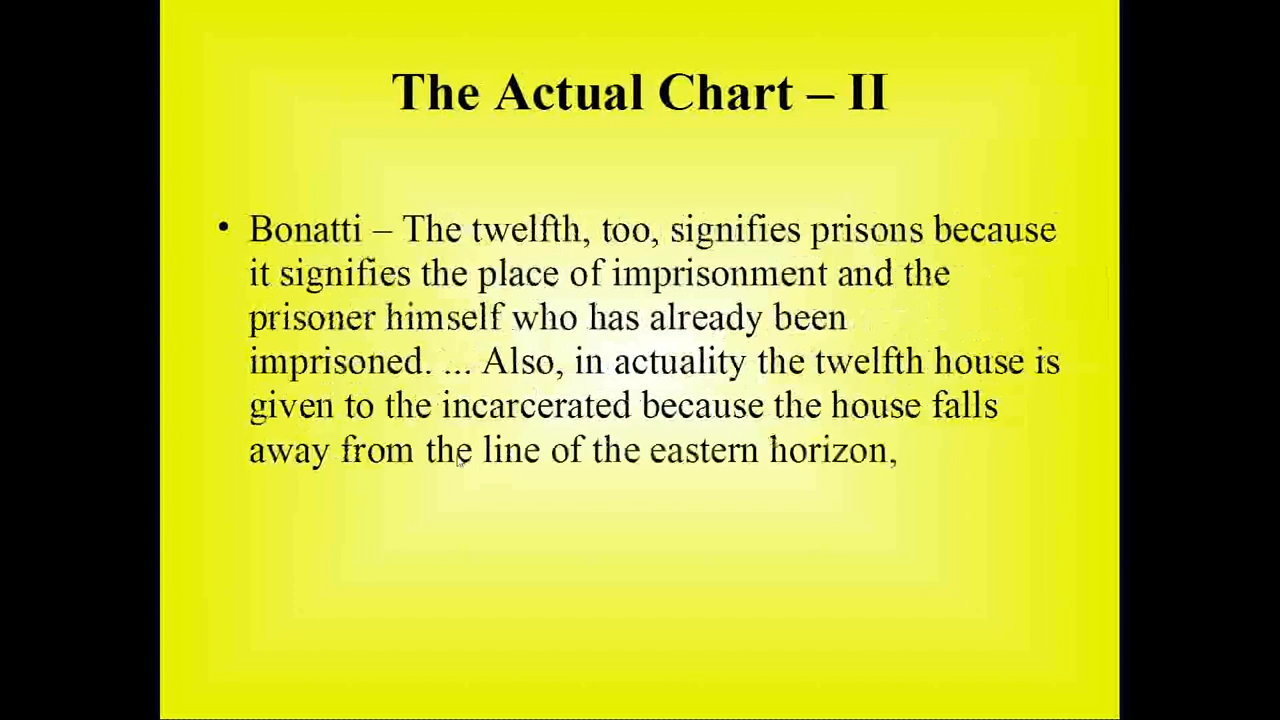 The Actual Chart – II
• Bonatti – The twelfth, too, signifies prisons because
it signifies the place of imprisonment and the
prisoner himself who has already been
imprisoned. ... Also, in actuality the twelfth house is
given to the incarcerated because the house falls
away from the line of the eastern horizon,